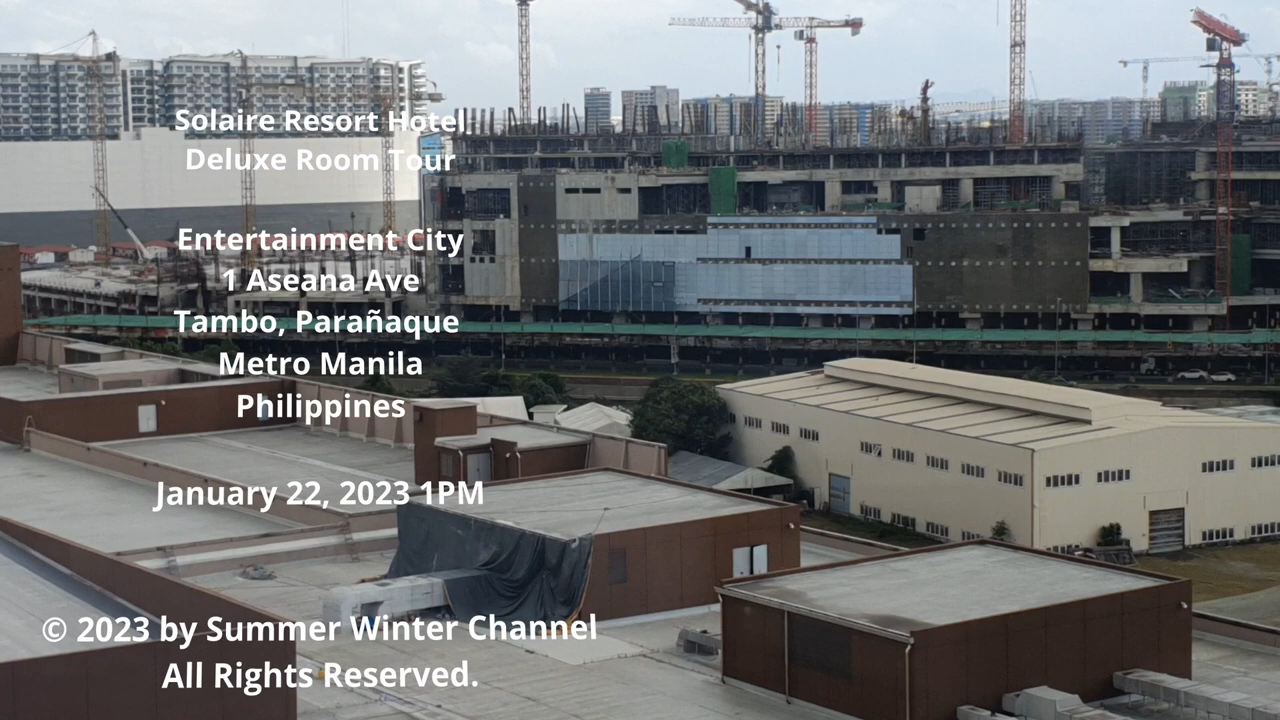 Solaire Resort Hotel
Deluxe Room Tour
Entertainment City
1 Aseana Ave
Tambo, Parañaque
Metro Manila
Philippines
January 22, 2023 1PM
© 2023 by Summer Winter Channel
All Rights Reserved.